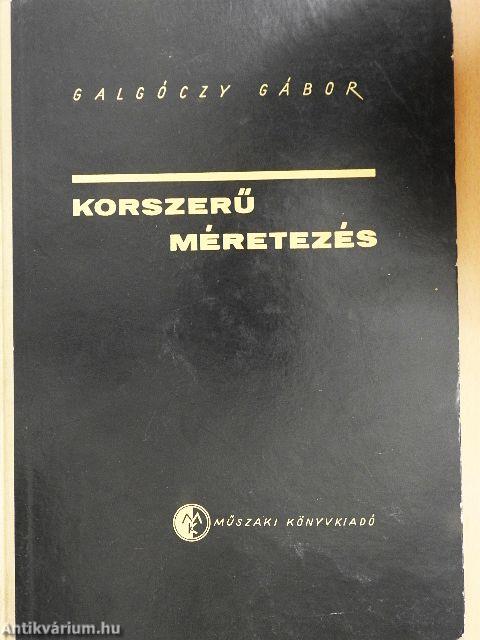 GALGÓCZY GÁBOR
KORSZERŰ
MÉRETEZÉS
MŰSZAKI KÖNYVKIADÓ
Antikvárium.hu